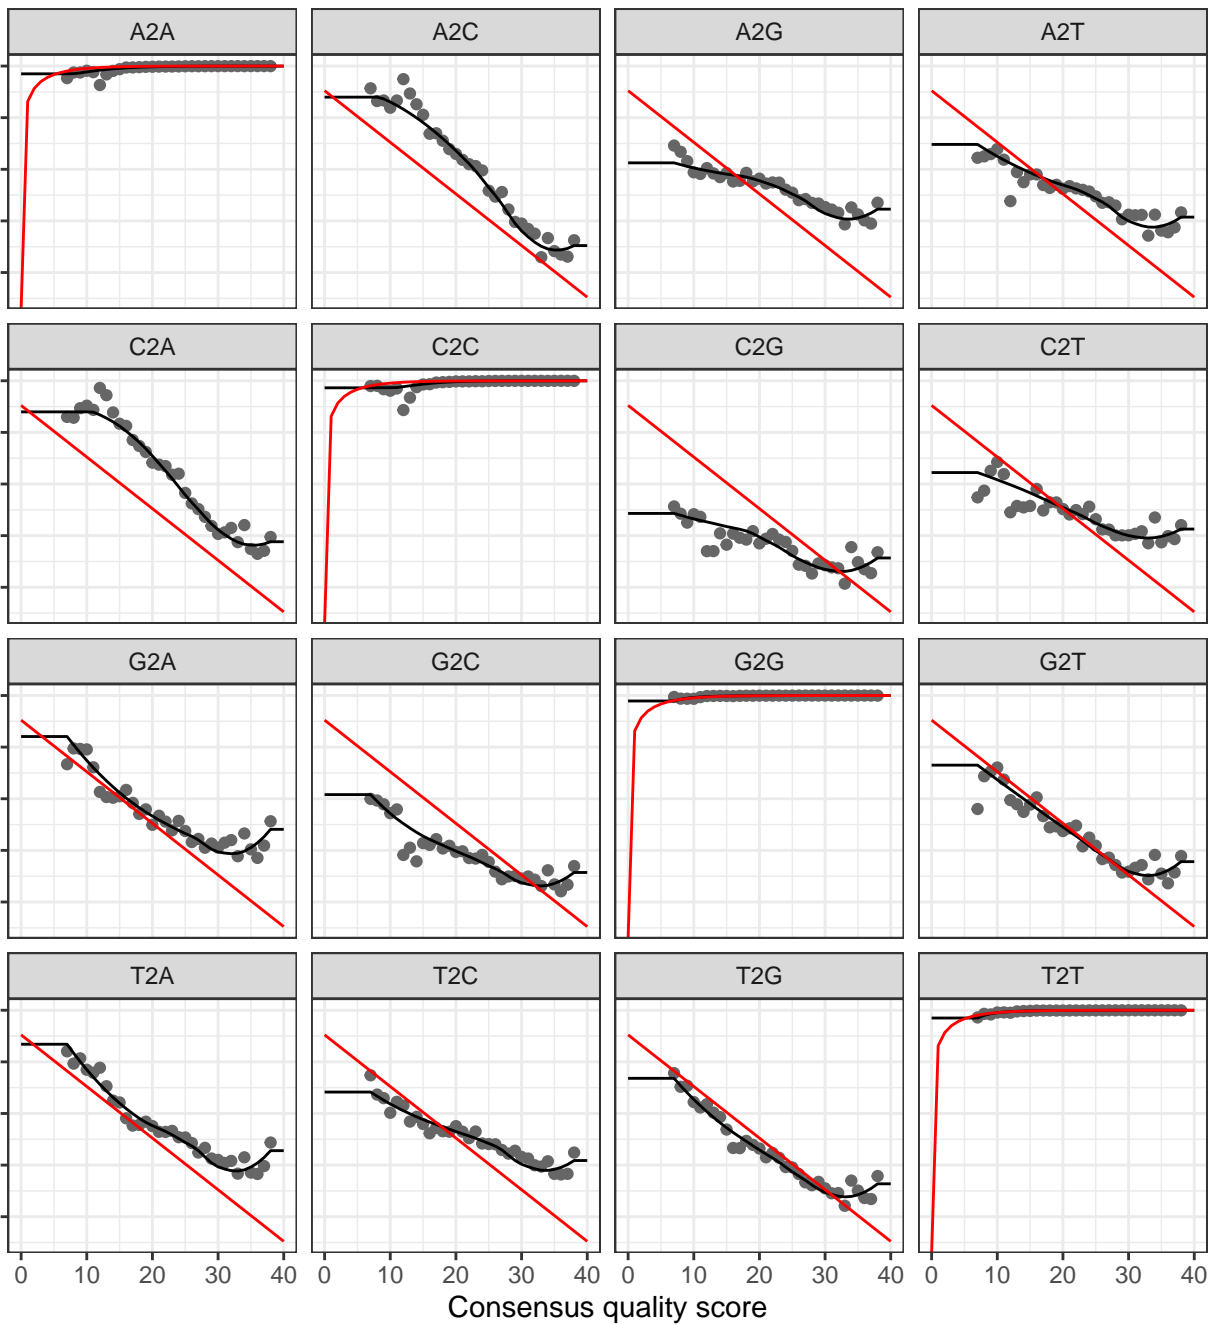 A2A A2C A2G A2T
C2A C2C C2G C2T
G2A G2C G2G G2T
T2A T2C T2G T2T
0 10 20 30 40 0 10 20 30 40 0 10 20 30 40 0 10 20 30 40
Consensus quality score